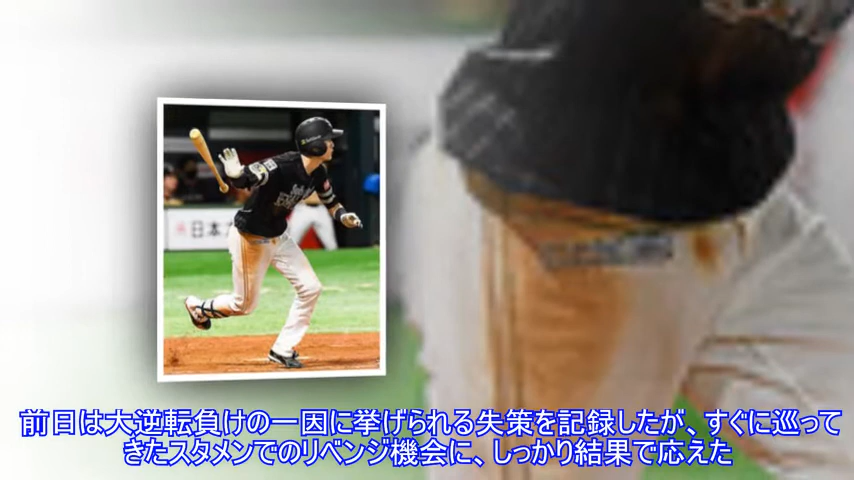 日本
前日は大逆転負けの一因に挙げられる失策を記録したが、すぐに巡って
きたスタメンでのリベンジ機会に、しっかり結果で応えた